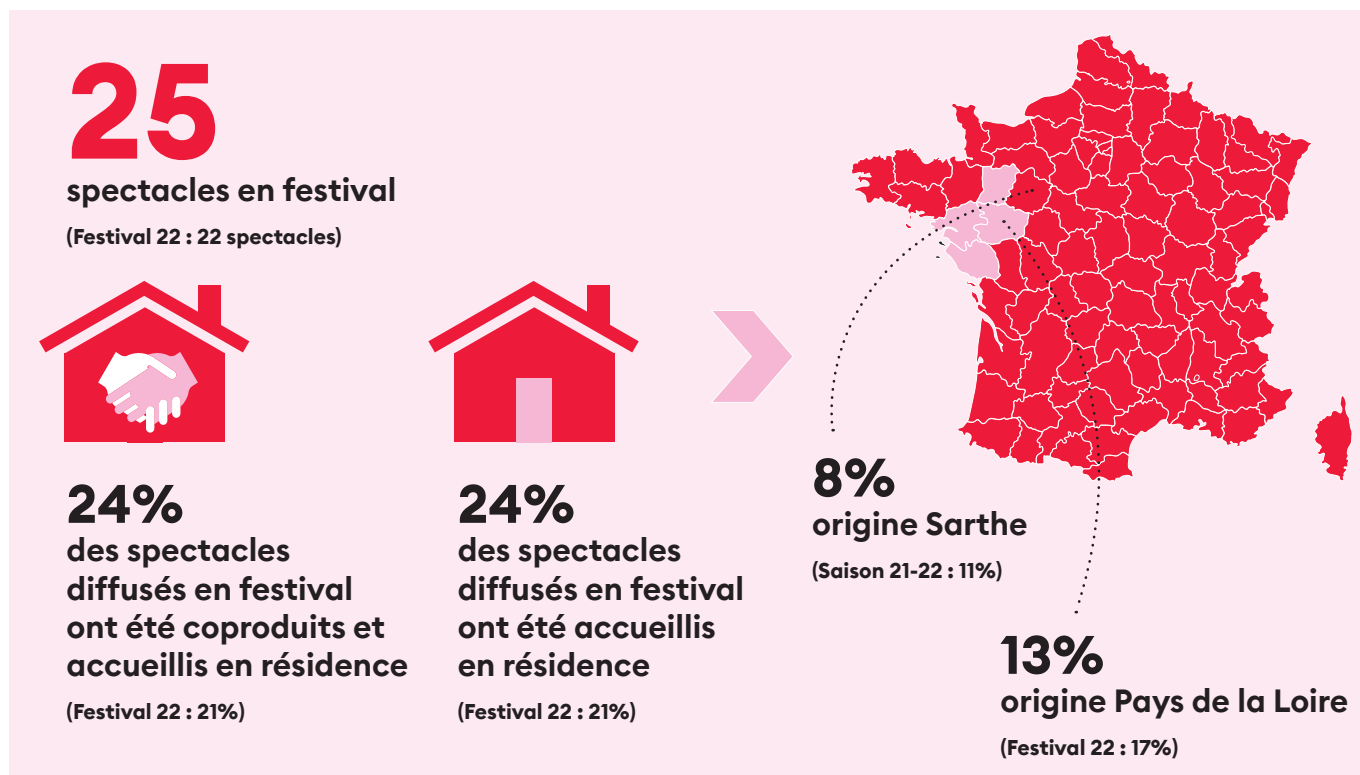 25
spectacles en festival
(Festival 22 : 22 spectacles)
24%
des spectacles
diffusés en festival
ont été coproduits et
accueillis en résidence
(Festival 22 : 21%)
24%
des spectacles
diffusés en festival
ont été accueillis
en résidence
(Festival 22 : 21%)
8%
origine Sarthe
(Saison 21-22 : 11%)
13%
origine Pays de la Loire
(Festival 22 : 17%)